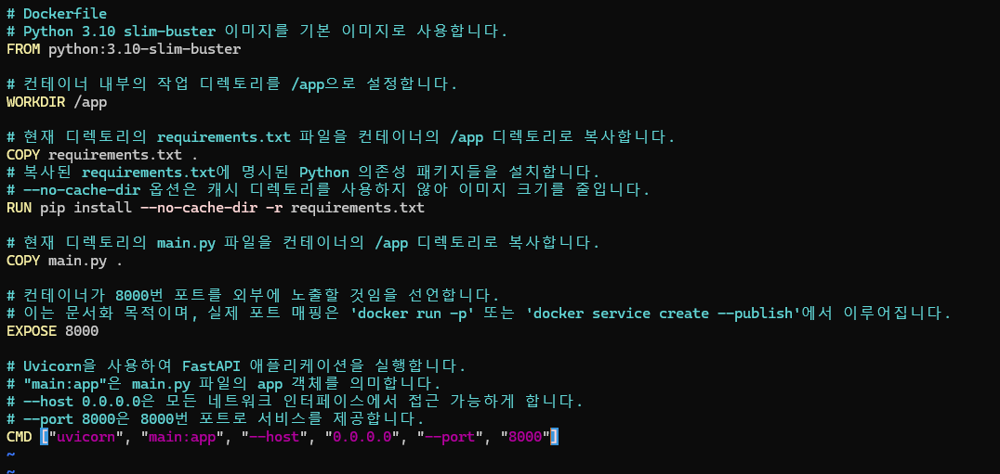 # Dockerfile
# Python 3.10 slim-buster 이미지를 기본 이미지로 사용합니다.
FROM python:3.10-slim-buster
# 컨테이너 내부의 작업 디렉토리를 /app으로 설정합니다.
WORKDIR /app
# 현재 디렉토리의 requirements.txt 파일을 컨테이너의 /app 디렉토리로 복사합니다.
COPY requirements.txt .
# 복사된 requirements.txt에 명시된 Python 의존성 패키지들을 설치합니다.
# --no-cache-dir 옵션은 캐시 디렉토리를 사용하지 않아 이미지 크기를 줄입니다.
RUN pip install --no-cache-dir -r requirements.txt
# 현재 디렉토리의 main.py 파일을 컨테이너의 /app 디렉토리로 복사합니다.
COPY main.py .
# 컨테이너가 8000번 포트를 외부에 노출할 것임을 선언합니다.
# 이는 문서화 목적이며, 실제 포트 매핑은 'docker run -p' 또는 'docker service create --publish'에서 이루어집니다.
EXPOSE 8000
# Uvicorn을 사용하여 FastAPI 애플리케이션을 실행합니다.
# "main:app"은 main.py 파일의 app 객체를 의미합니다.
# --host 0.0.0.0은 모든 네트워크 인터페이스에서 접근 가능하게 합니다.
# --port 8000은 8000번 포트로 서비스를 제공합니다.
CMD ["uvicorn", "main:app", "--host", "0.0.0.0", "--port", "8000"]
~
~